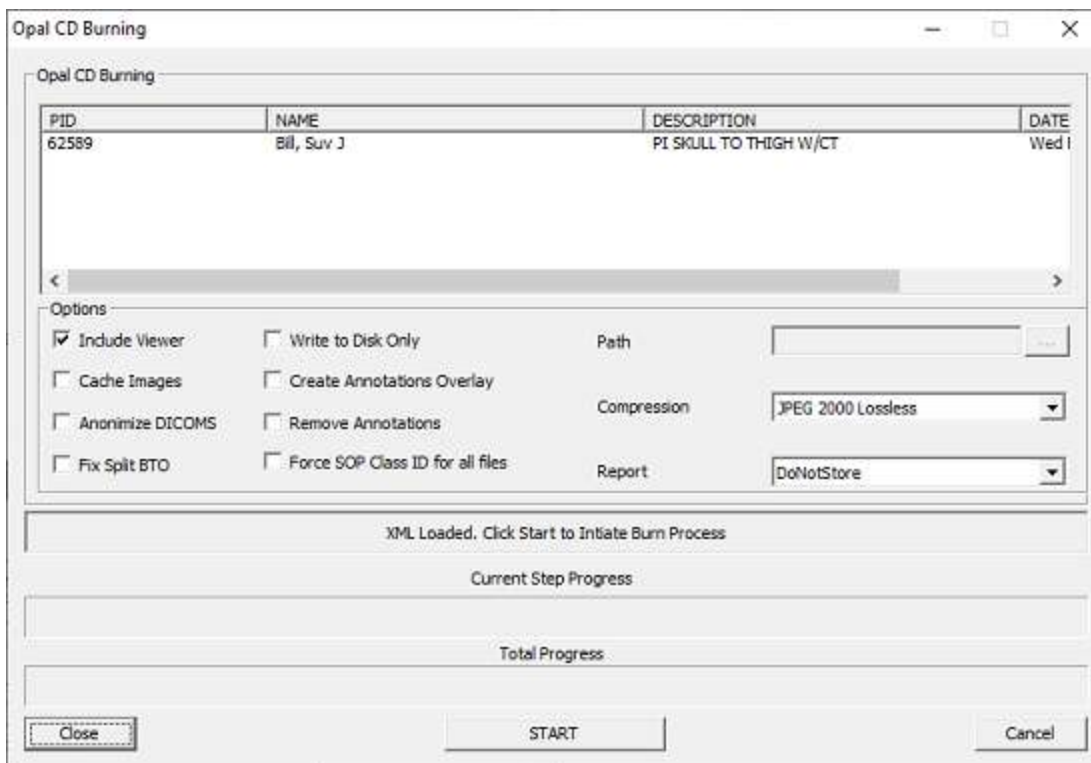 Opal CD Burning
Opal CD Burning
PID NAME DESCRIPTION DATE
62589 Bill, Suv J PI SKULL TO THIGH W/CT Wed
Options
Include Viewer Write to Disk Only Path ...
Cache Images Create Annotations Overlay
Compression JPEG 2000 Lossless
Anonimize DICOMS Remove Annotations
Fix Split BTO Force SOP Class ID for all files
Report DoNotStore
XML Loaded. Click Start to Intiate Burn Process
Current Step Progress
Total Progress
Close START Cancel